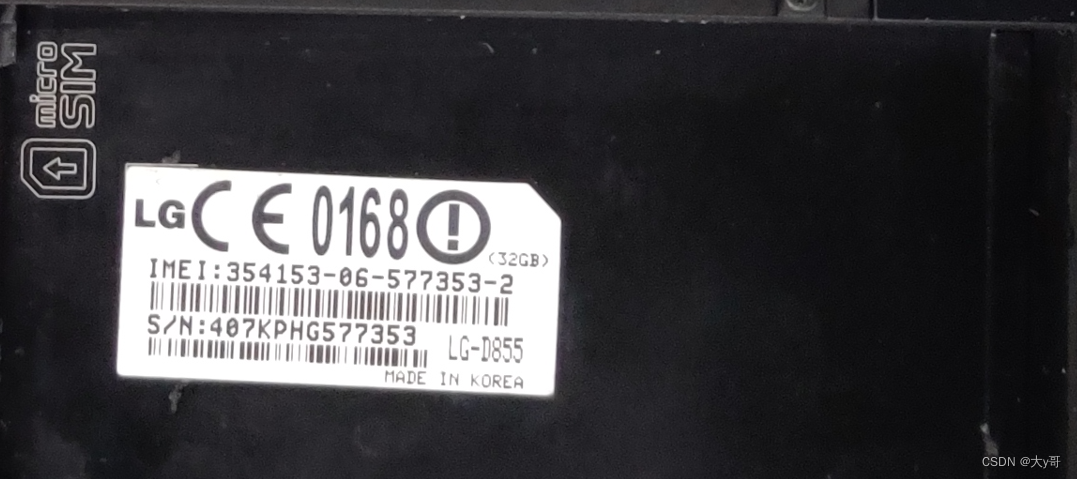 micro
SIM
LG CE 0168
(32GB)
IMEI:354153-06-577353-2
S/N:407KPHG577353
LG-D855
MADE IN KOREA
CSDN @大y哥